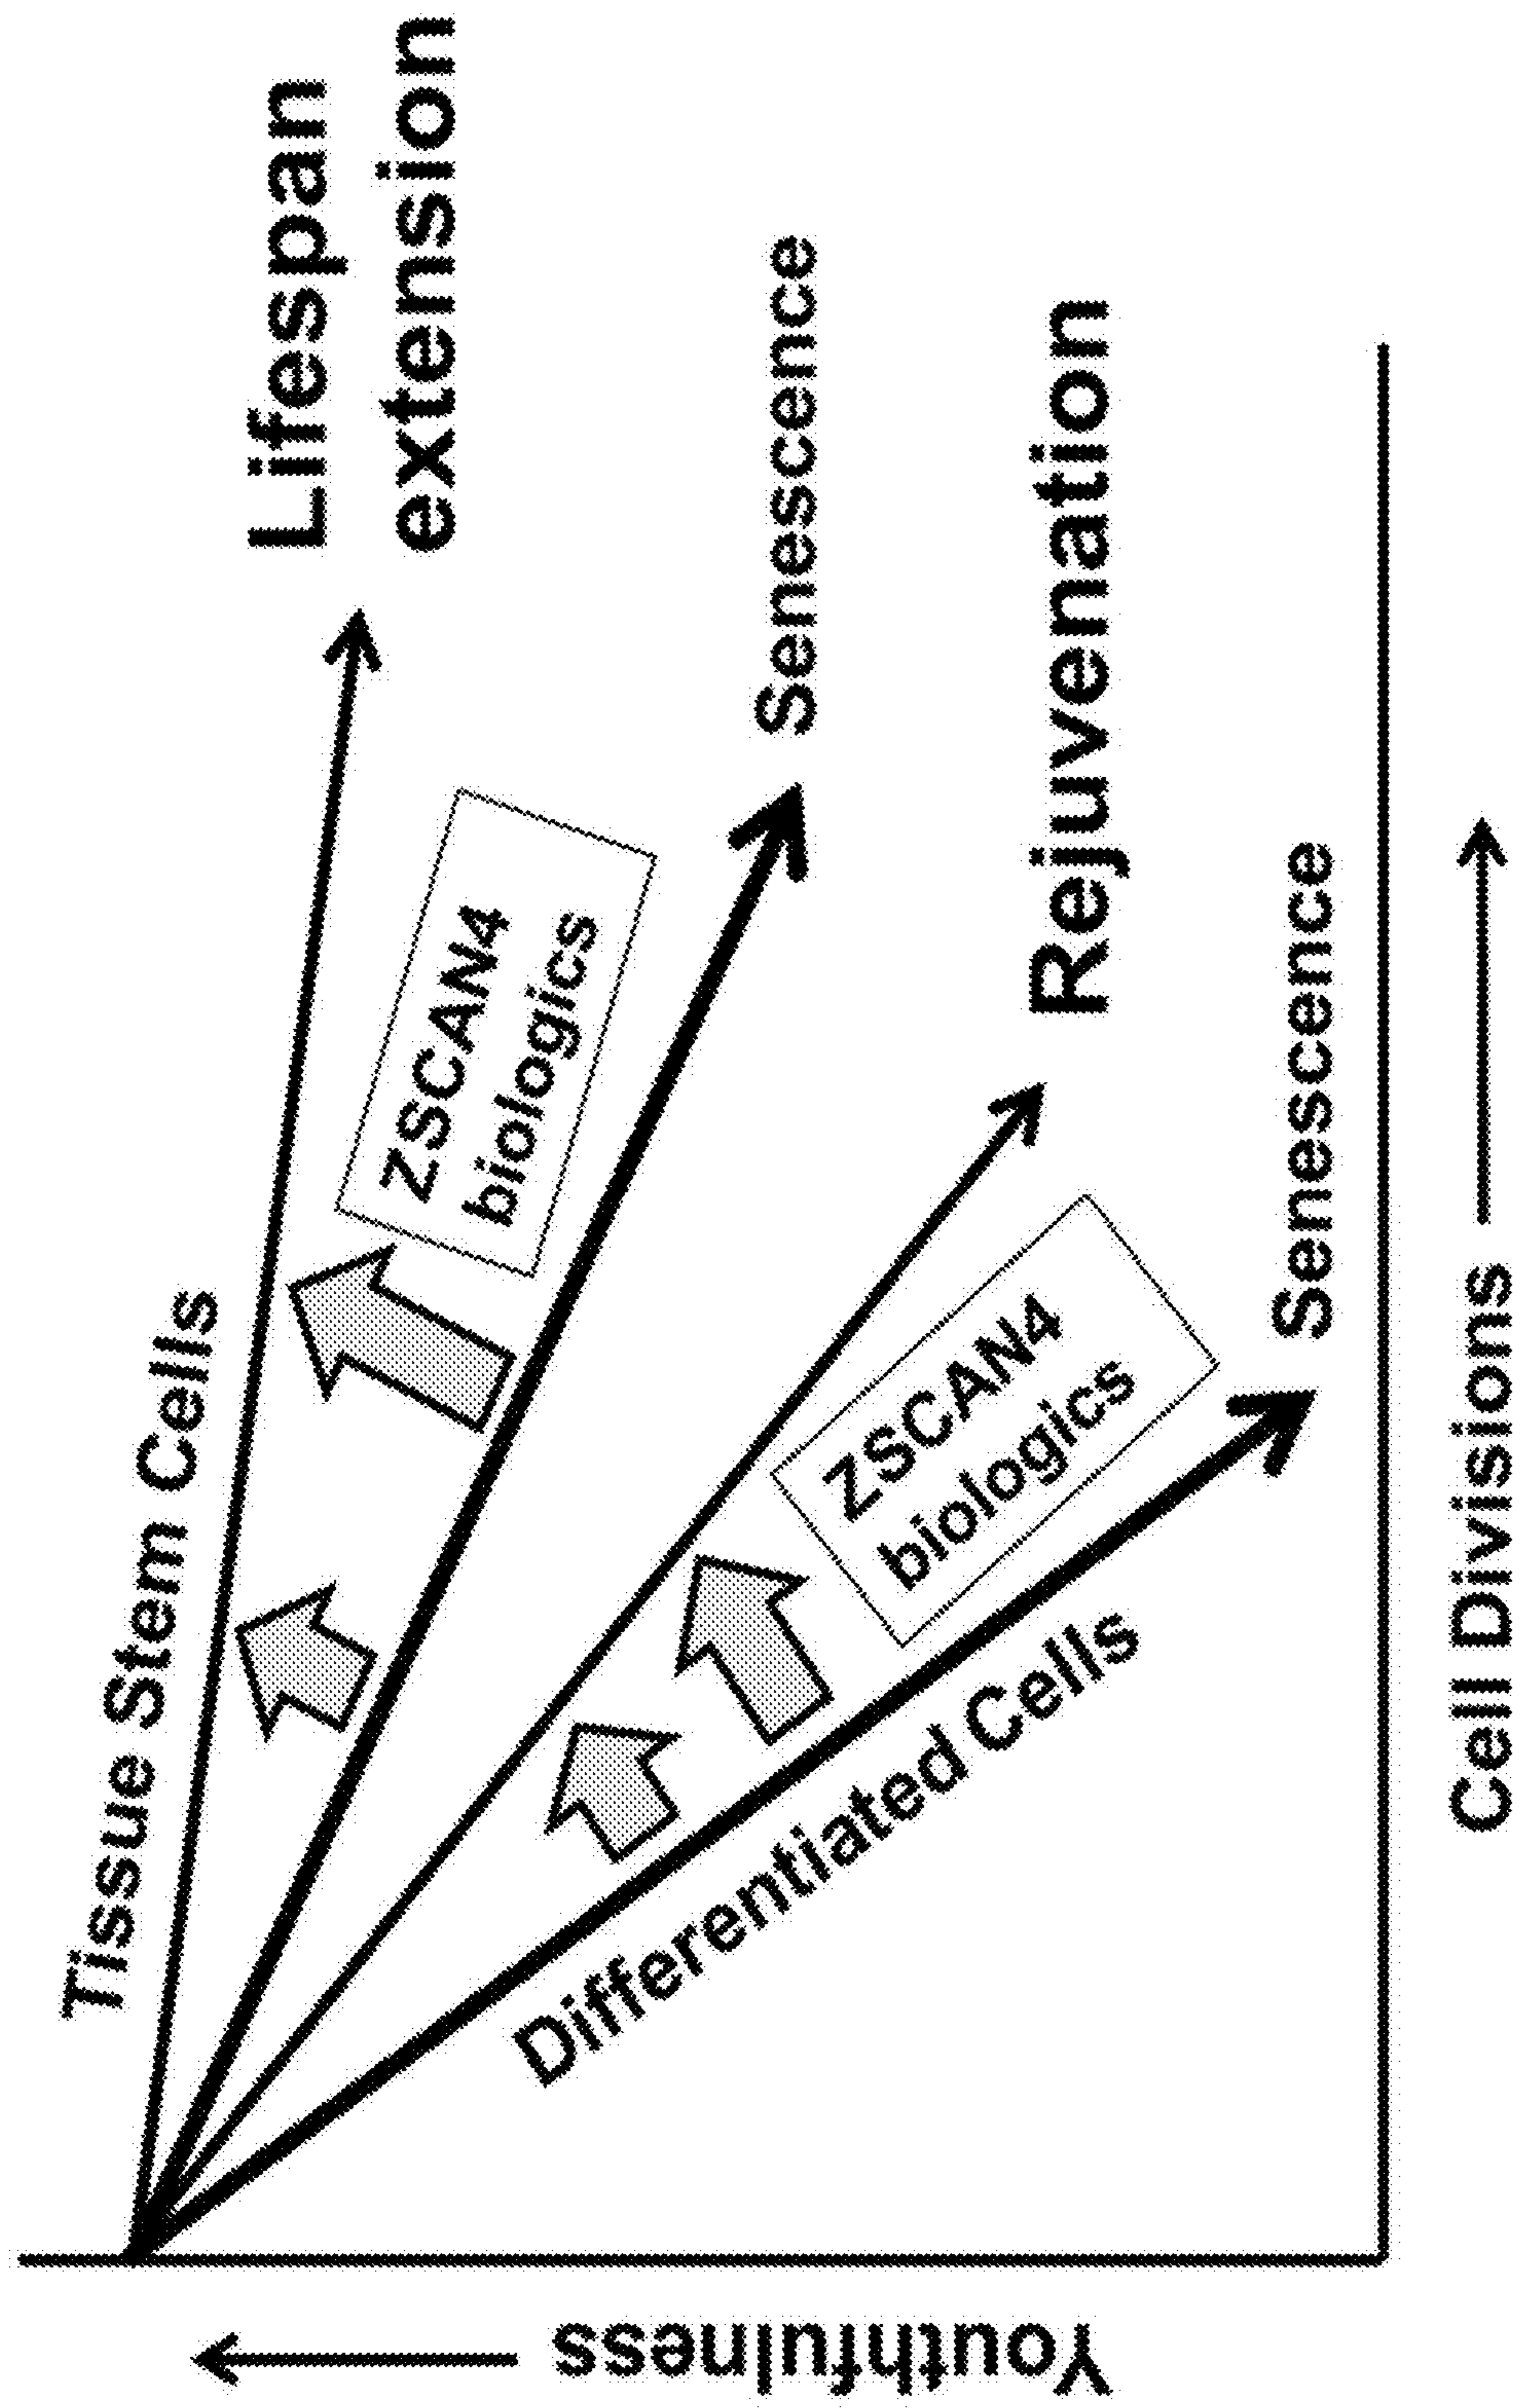 Tissue Stem Cells
Lifespan
extension
ZSCAN4
biologics
Senescence
Rejuvenation
ZSCAN4
biologics
Differentiated Cells
Senescence
Youthfulness
Cell Divisions